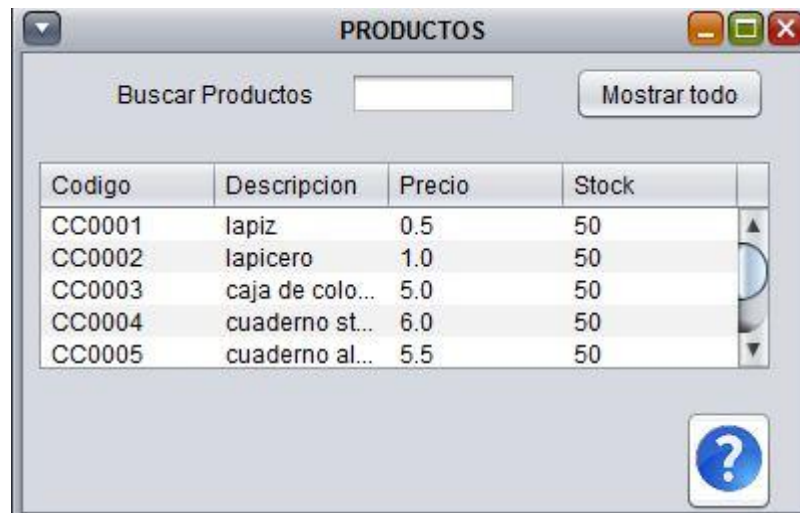 PRODUCTOS
Buscar Productos Mostrar todo
Codigo Descripcion Precio Stock
CC0001 lapiz 0.5 50
CC0002 lapicero 1.0 50
CC0003 caja de colo... 5.0 50
CC0004 cuaderno st... 6.0 50
CC0005 cuaderno al... 5.5 50
?